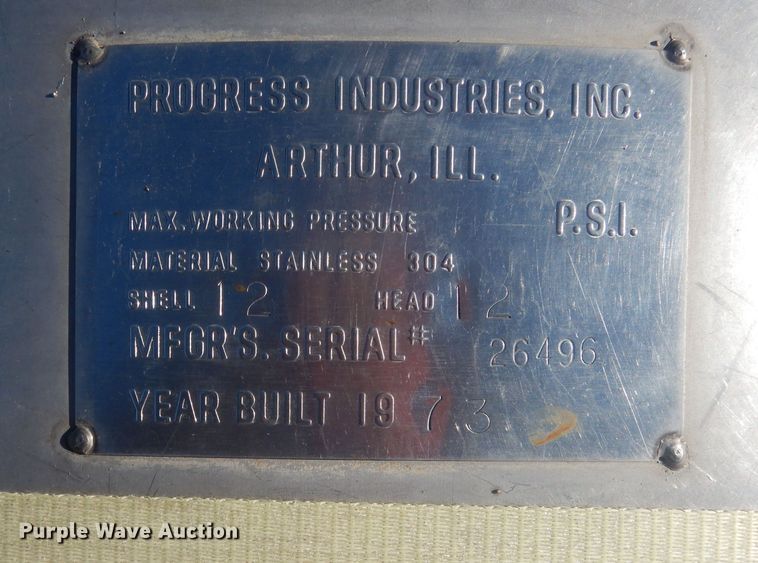 PROGRESS INDUSTRIES, INC.
ARTHUR, ILL.
MAX. WORKING PRESSURE P.S.I.
MATERIAL STAINLESS 304
SHELL 12 HEAD 12
MFGR'S. SERIAL # 26496
YEAR BUILT 1973
Purple Wave Auction